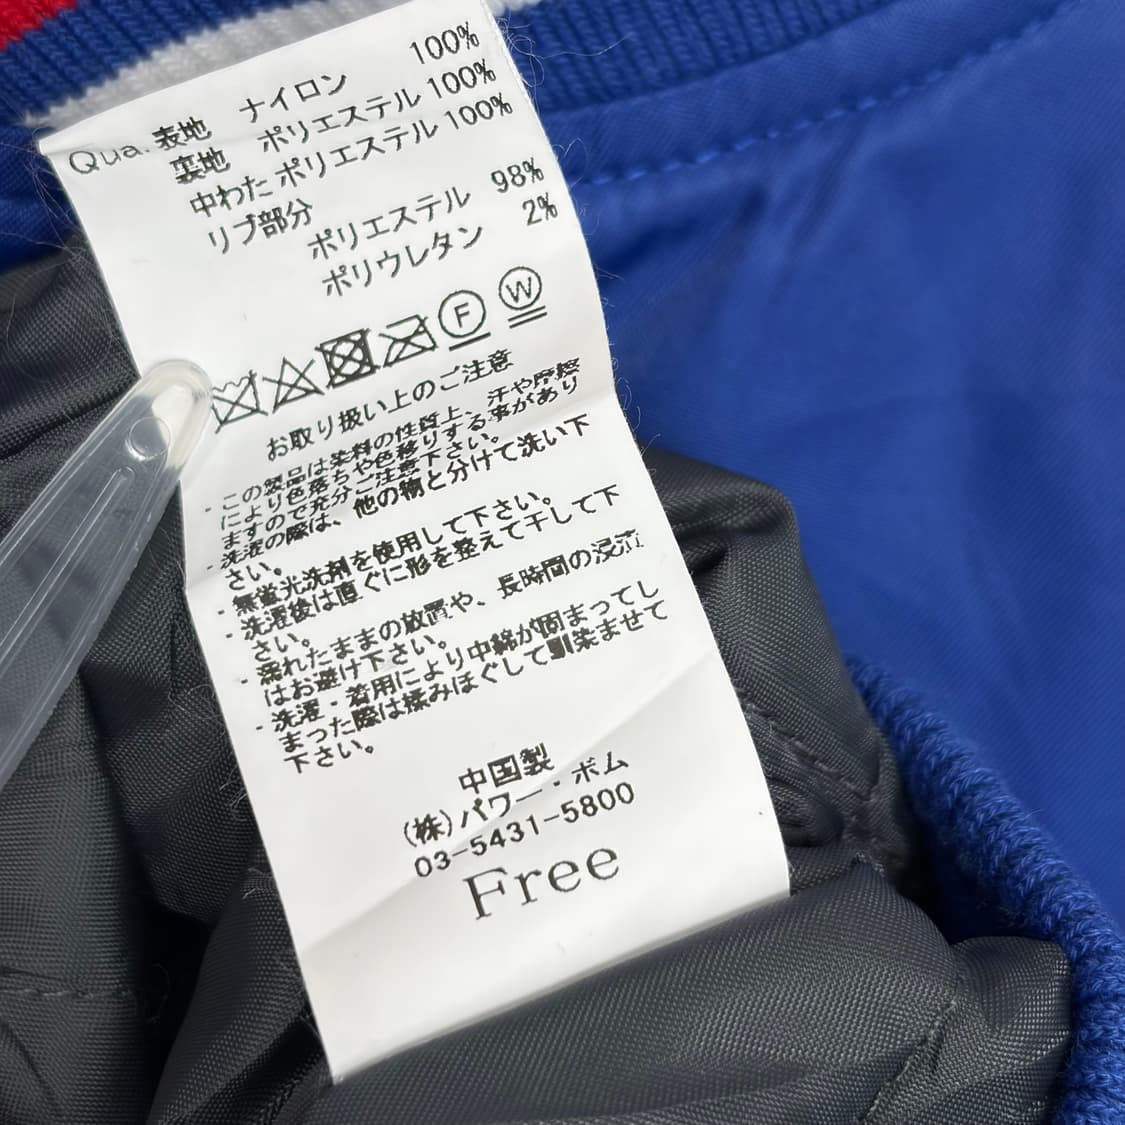 Qua. 表地 ナイロン 100%
裏地 ポリエステル 100%
中わた ポリエステル 100%
リブ部分
ポリエステル 98%
ポリウレタン 2%
F W
お取り扱い上のご注意
・この製品は染料の性質上、汗や摩擦
により色落ちや色移りする事があり
ますので充分ご注意下さい。
・洗濯の際は、他の物と分けて洗い下
さい。
・無蛍光洗剤を使用して下さい。
・洗濯後は直ぐに形を整えて干して下
さい。
・濡れたままの放置や、長時間の浸漬
はお避け下さい。
・洗濯・着用により中綿が固まってし
まった際は揉みほぐして馴染ませて
下さい。
中国製
(株)パワー・ボム
03-5431-5800
Free